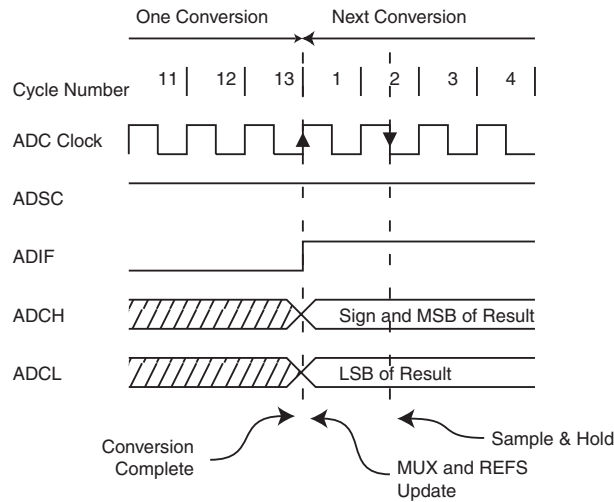 One Conversion Next Conversion
Cycle Number 11 12 13 1 2 3 4
ADC Clock
ADSC
ADIF
ADCH Sign and MSB of Result
ADCL LSB of Result
Conversion
Complete
MUX and REFS
Update
Sample & Hold